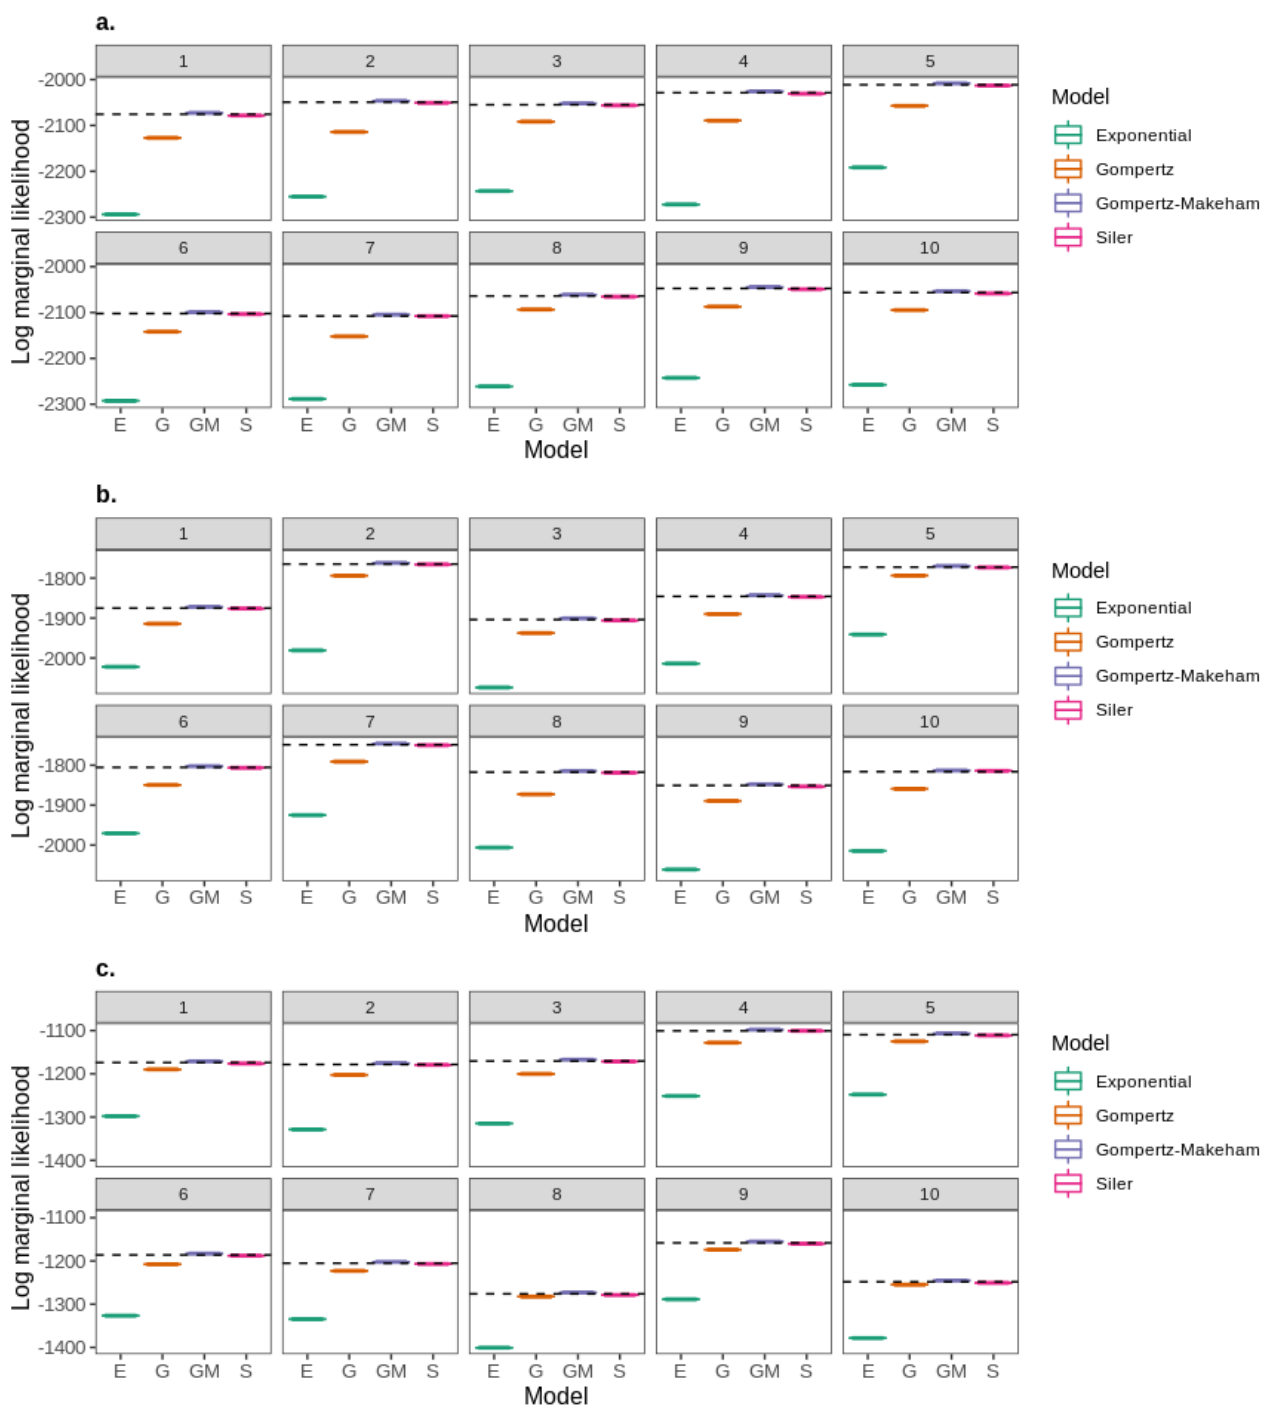 a.
1 2 3 4 5
-2000
-2100
-2200
-2300
6 7 8 9 10
-2000
-2100
-2200
-2300
E G GM S E G GM S E G GM S E G GM S E G GM S
Model
Log marginal likelihood
Model
Exponential
Gompertz
Gompertz-Makeham
Siler
b.
1 2 3 4 5
-1800
-1900
-2000
6 7 8 9 10
-1800
-1900
-2000
E G GM S E G GM S E G GM S E G GM S E G GM S
Model
Log marginal likelihood
Model
Exponential
Gompertz
Gompertz-Makeham
Siler
c.
1 2 3 4 5
-1100
-1200
-1300
-1400
6 7 8 9 10
-1100
-1200
-1300
-1400
E G GM S E G GM S E G GM S E G GM S E G GM S
Model
Log marginal likelihood
Model
Exponential
Gompertz
Gompertz-Makeham
Siler